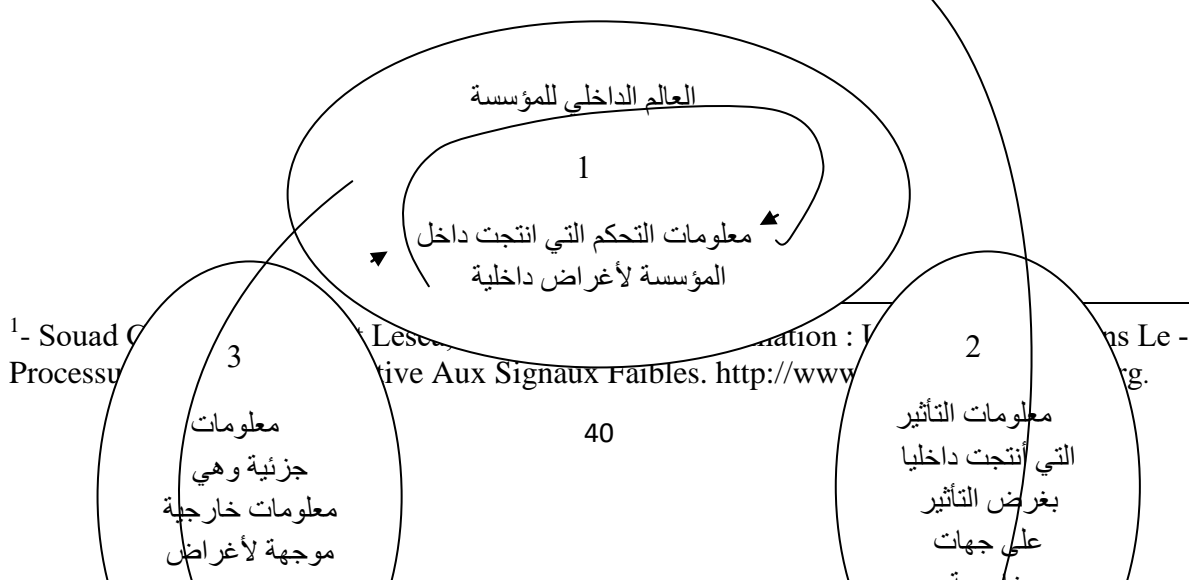 العالم الداخلي للمؤسسة
1
معلومات التحكم التي انتجت داخل
المؤسسة لأغراض داخلية
1- Souad ation : ns Le -
tive Aux Signaux Faibles. http://www rg.
40
2
معلومات التأثير
التي أنتجت داخليا
بغرض التأثير
على جهات
3
معلومات
جزئية وهي
معلومات خارجية
موجهة لأغراض